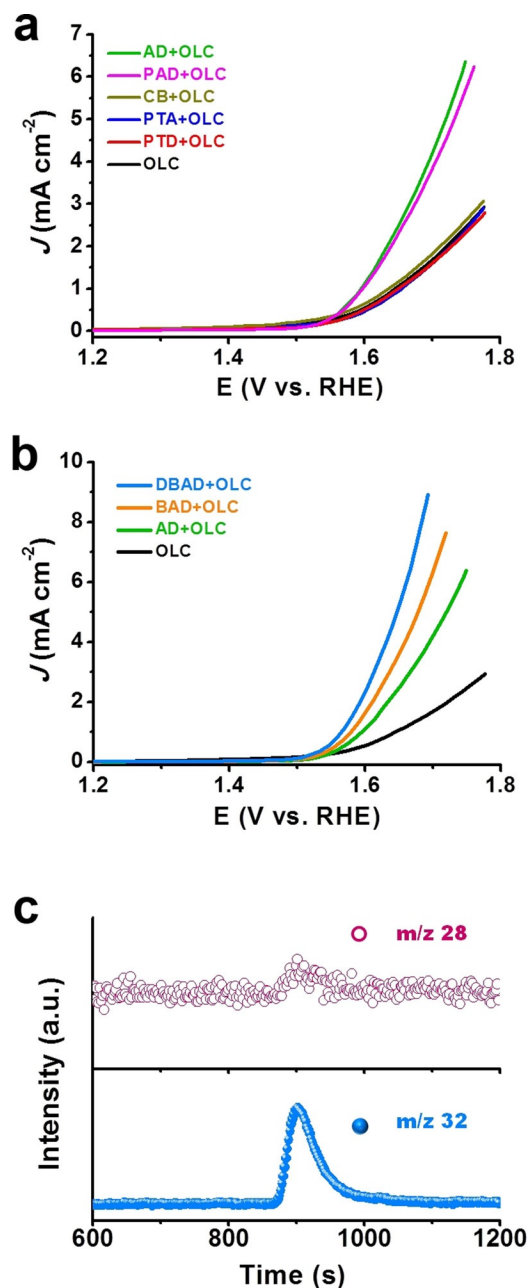 a
7
6
5
4
3
2
1
0
J (mA cm⁻²)
AD+OLC
PAD+OLC
CB+OLC
PTA+OLC
PTD+OLC
OLC
1.2 1.4 1.6 1.8
E (V vs. RHE)
b
10
8
6
4
2
0
J (mA cm⁻²)
DBAD+OLC
BAD+OLC
AD+OLC
OLC
1.2 1.4 1.6 1.8
E (V vs. RHE)
c
Intensity (a.u.)
m/z 28
m/z 32
600 800 1000 1200
Time (s)